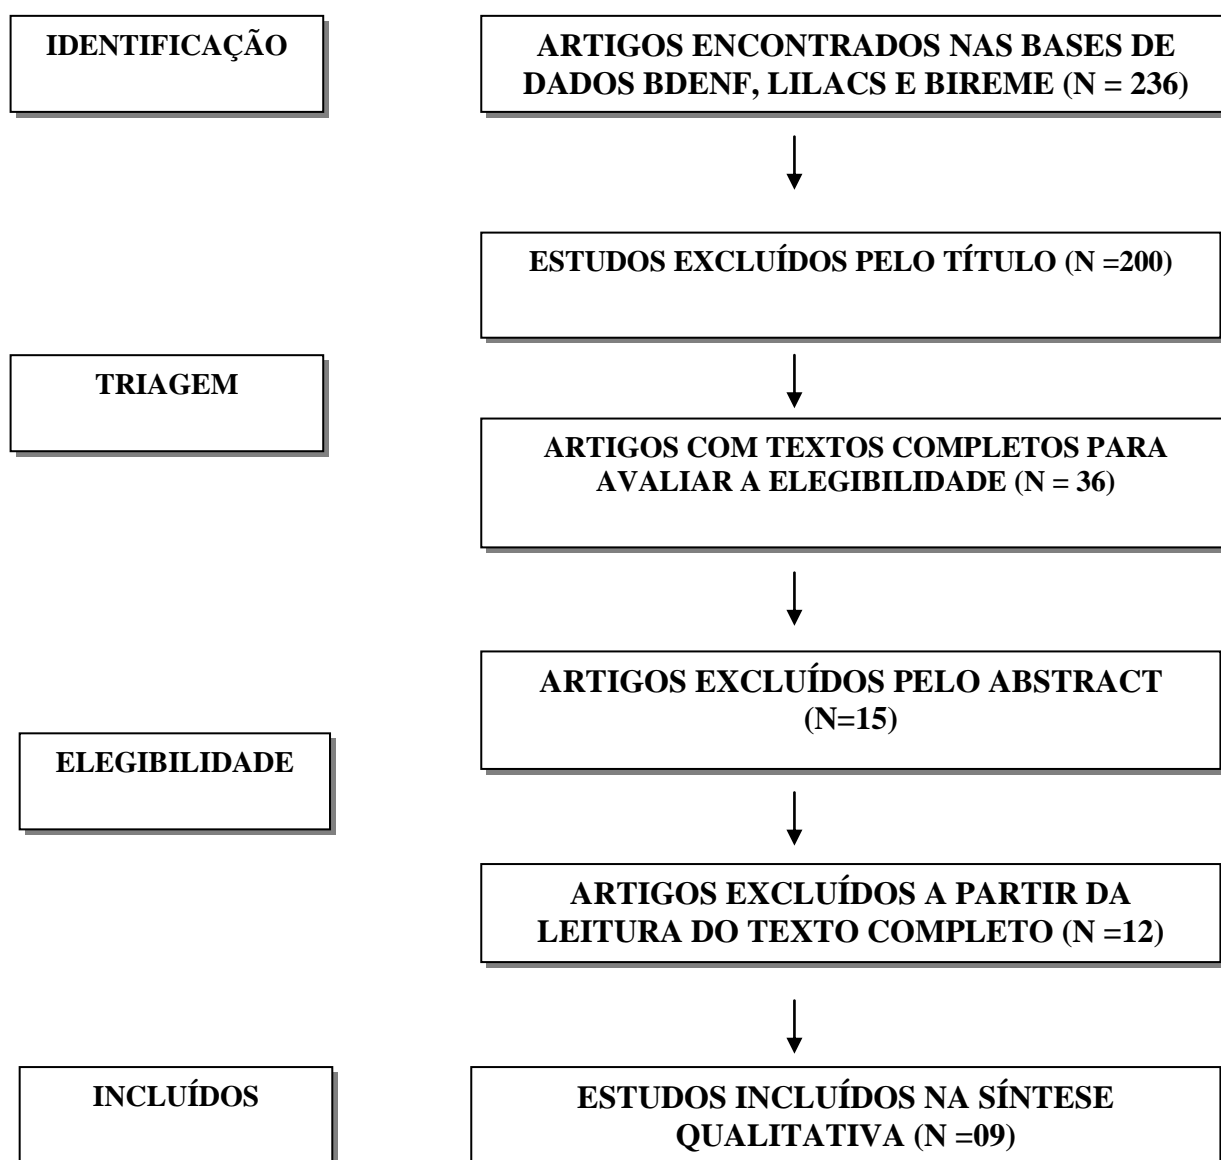 IDENTIFICAÇÃO
ARTIGOS ENCONTRADOS NAS BASES DE
DADOS BDENF, LILACS E BIREME (N = 236)
ESTUDOS EXCLUÍDOS PELO TÍTULO (N =200)
TRIAGEM
ARTIGOS COM TEXTOS COMPLETOS PARA
AVALIAR A ELEGIBILIDADE (N = 36)
ARTIGOS EXCLUÍDOS PELO ABSTRACT
(N=15)
ELEGIBILIDADE
ARTIGOS EXCLUÍDOS A PARTIR DA
LEITURA DO TEXTO COMPLETO (N =12)
INCLUÍDOS
ESTUDOS INCLUÍDOS NA SÍNTESE
QUALITATIVA (N =09)